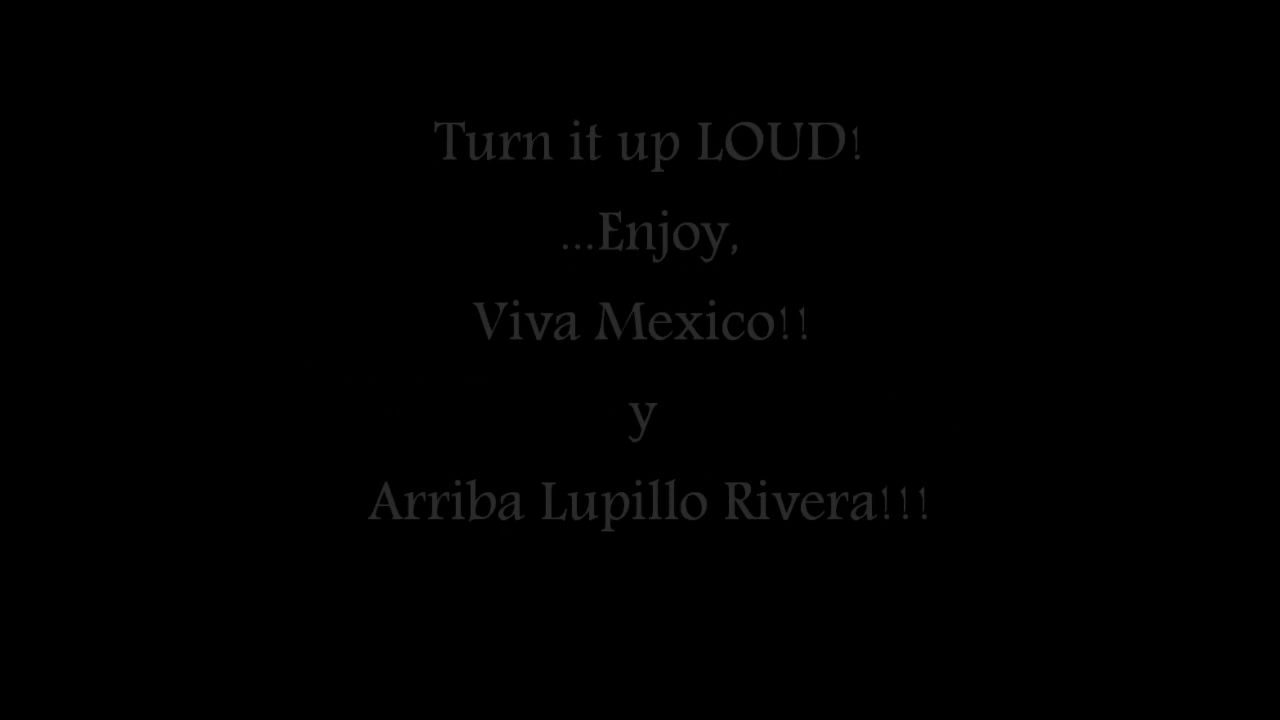 Turn it up LOUD!
...Enjoy,
Viva Mexico!!
y
Arriba Lupillo Rivera!!!